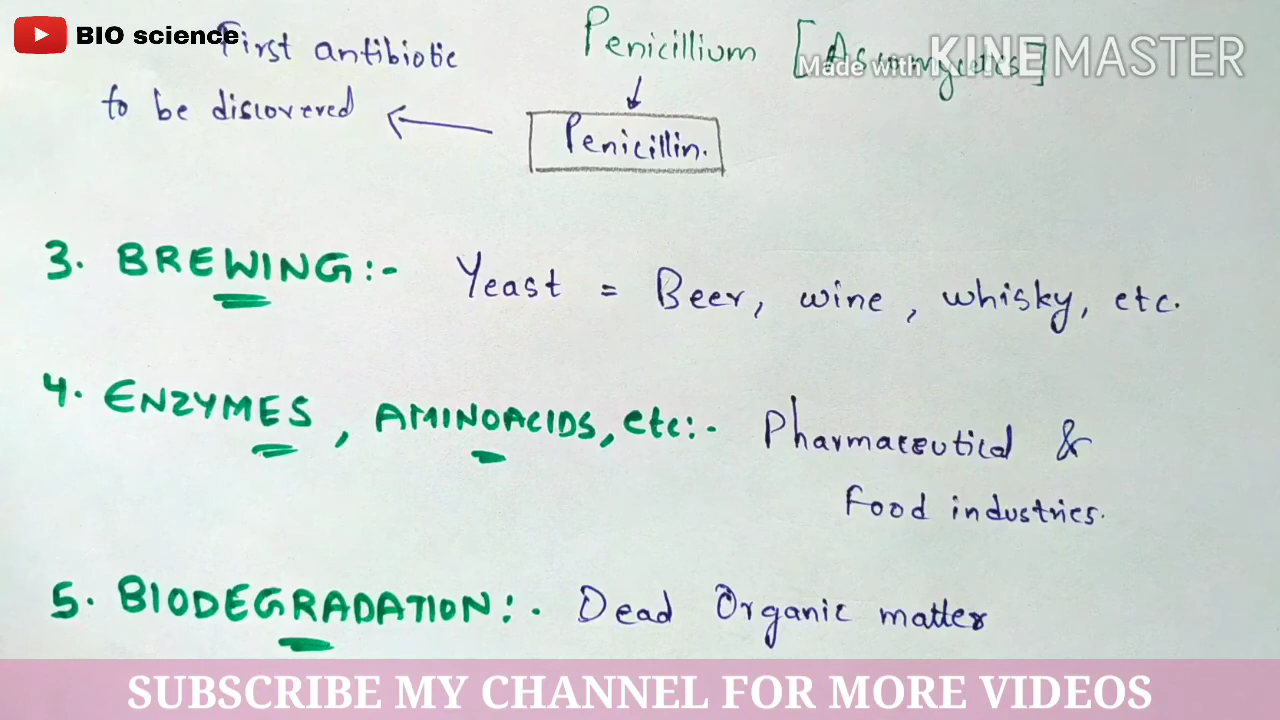 BIO science
First antibiotic
to be discovered
Penicillium [Ascomycetis]
Made with KINEMASTER
Penicillin.
3. BREWING:- Yeast = Beer, wine, whisky, etc.
4. ENZYMES, AMINOACIDS, etc:- Pharmaceutical &
Food industries.
5. BIODEGRADATION:- Dead Organic matter
SUBSCRIBE MY CHANNEL FOR MORE VIDEOS